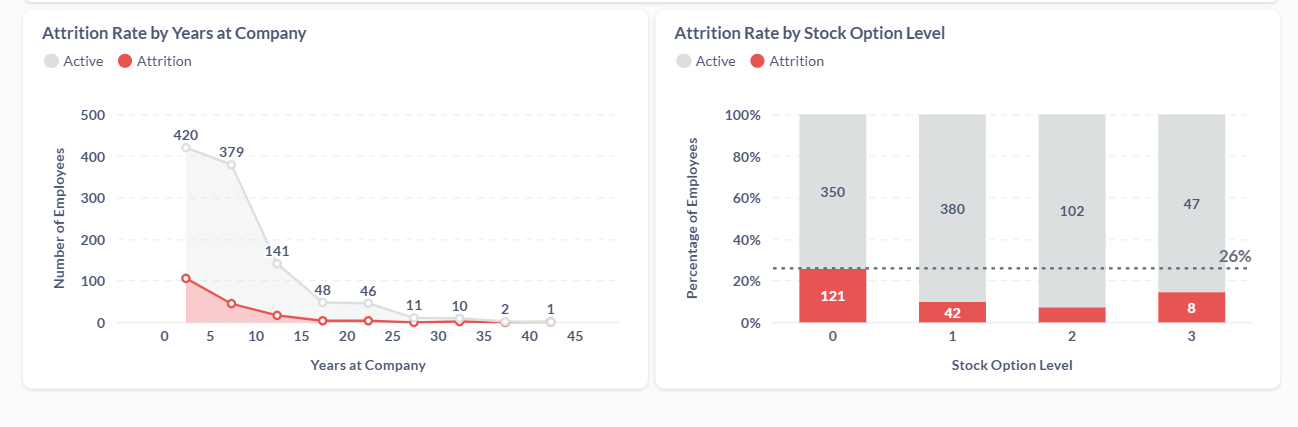 Attrition Rate by Years at Company
Active Attrition
500
400
300
200
100
0
Number of Employees
420
379
141
48
46
11
10
2
1
0 5 10 15 20 25 30 35 40 45
Years at Company
Attrition Rate by Stock Option Level
Active Attrition
100%
80%
60%
40%
20%
0%
Percentage of Employees
350
380
102
47
26%
121
42
8
0 1 2 3
Stock Option Level